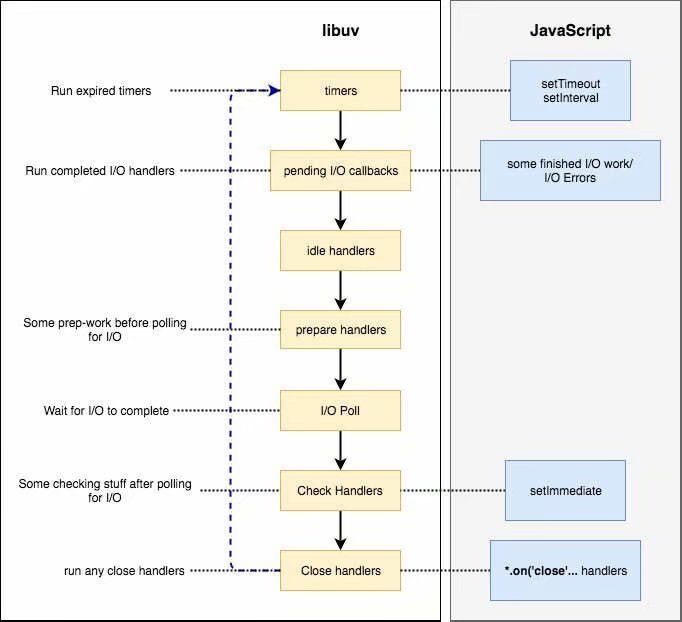 libuv
JavaScript
Run expired timers
timers
setTimeout
setInterval
Run completed I/O handlers
pending I/O callbacks
some finished I/O work/
I/O Errors
idle handlers
Some prep-work before polling
for I/O
prepare handlers
Wait for I/O to complete
I/O Poll
Some checking stuff after polling
for I/O
Check Handlers
setImmediate
run any close handlers
Close handlers
*.on('close'... handlers